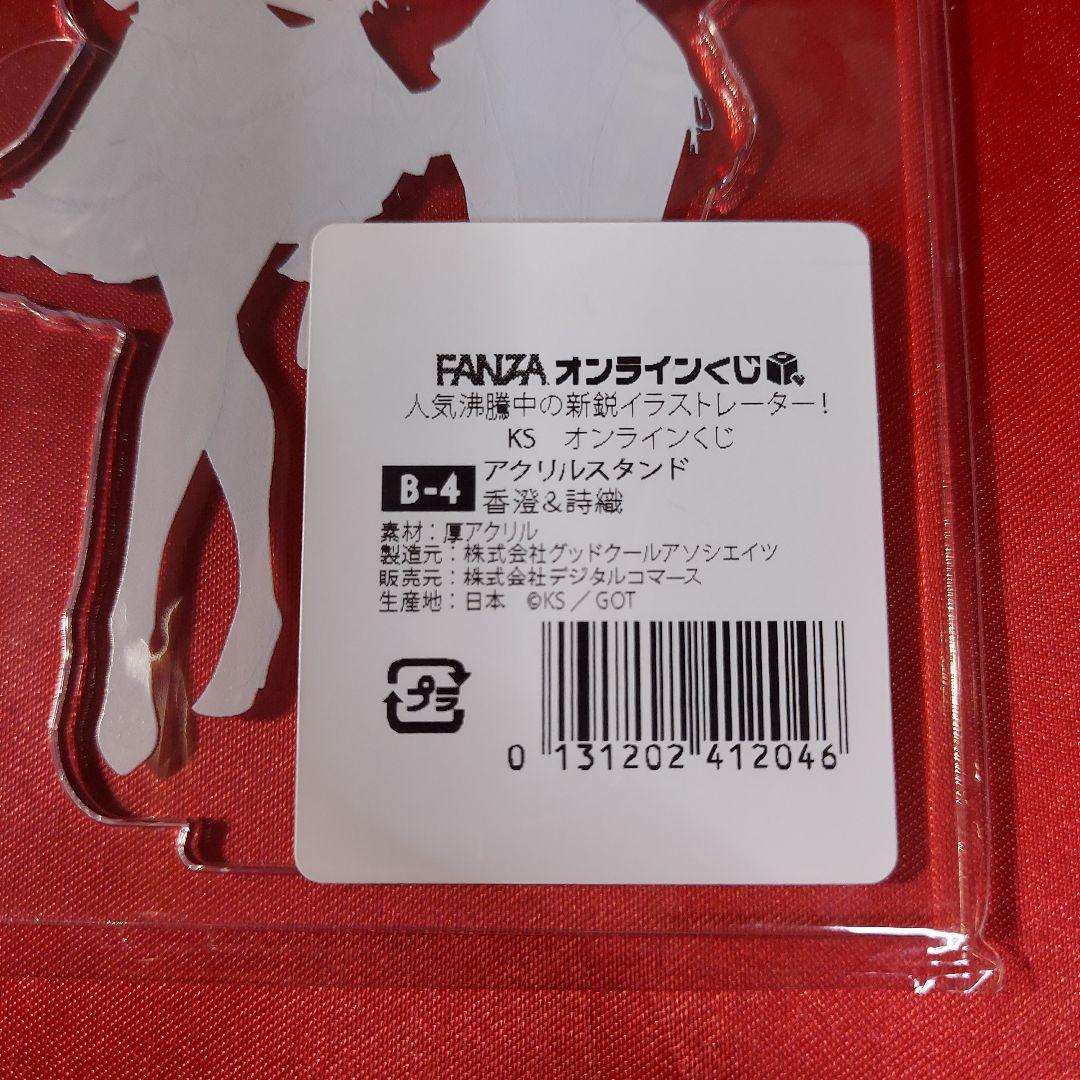 FANZA オンラインくじ
人気沸騰中の新鋭イラストレーター!
KS オンラインくじ
B-4 アクリルスタンド
香澄&詩織
素材:厚アクリル
製造元:株式会社グッドクールアソシエイツ
販売元:株式会社デジタルコマース
生産地:日本 ©KS/GOT
プラ
0 131202 412046